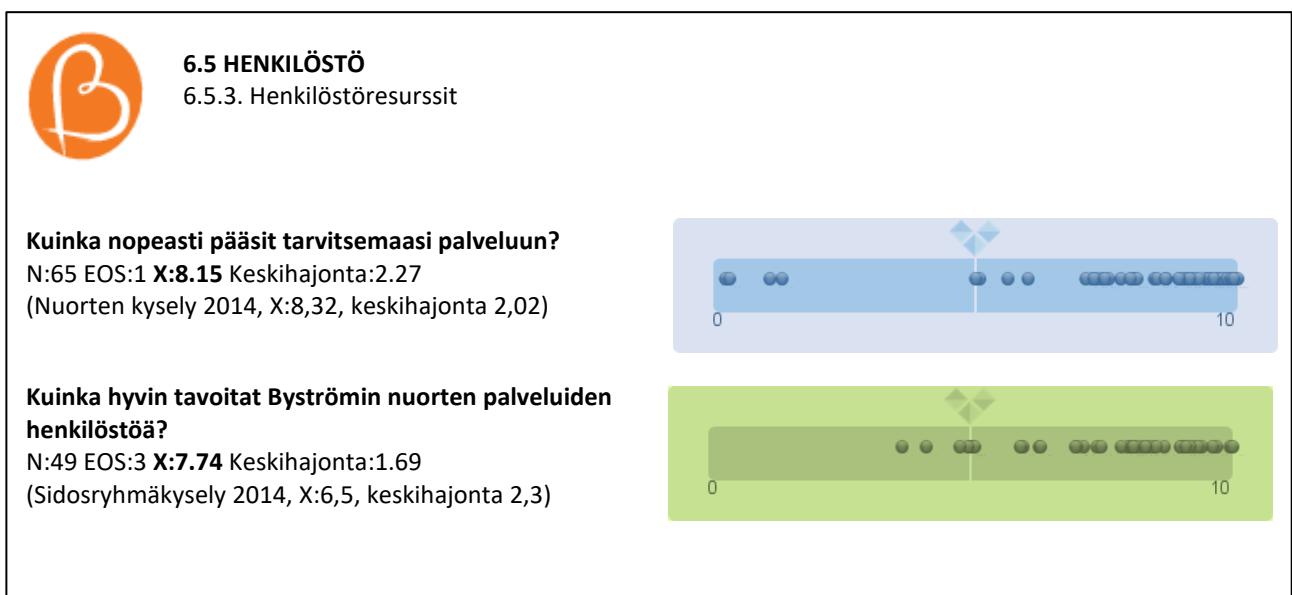 6.5 HENKILÖSTÖ
6.5.3. Henkilöstöresurssit
Kuinka nopeasti pääsit tarvitsemaasi palveluun?
N:65 EOS:1 X:8.15 Keskihajonta:2.27
(Nuorten kysely 2014, X:8,32, keskihajonta 2,02)
0
10
Kuinka hyvin tavoitat Byströmin nuorten palveluiden
henkilöstöä?
N:49 EOS:3 X:7.74 Keskihajonta:1.69
(Sidosryhmäkysely 2014, X:6,5, keskihajonta 2,3)
0
10